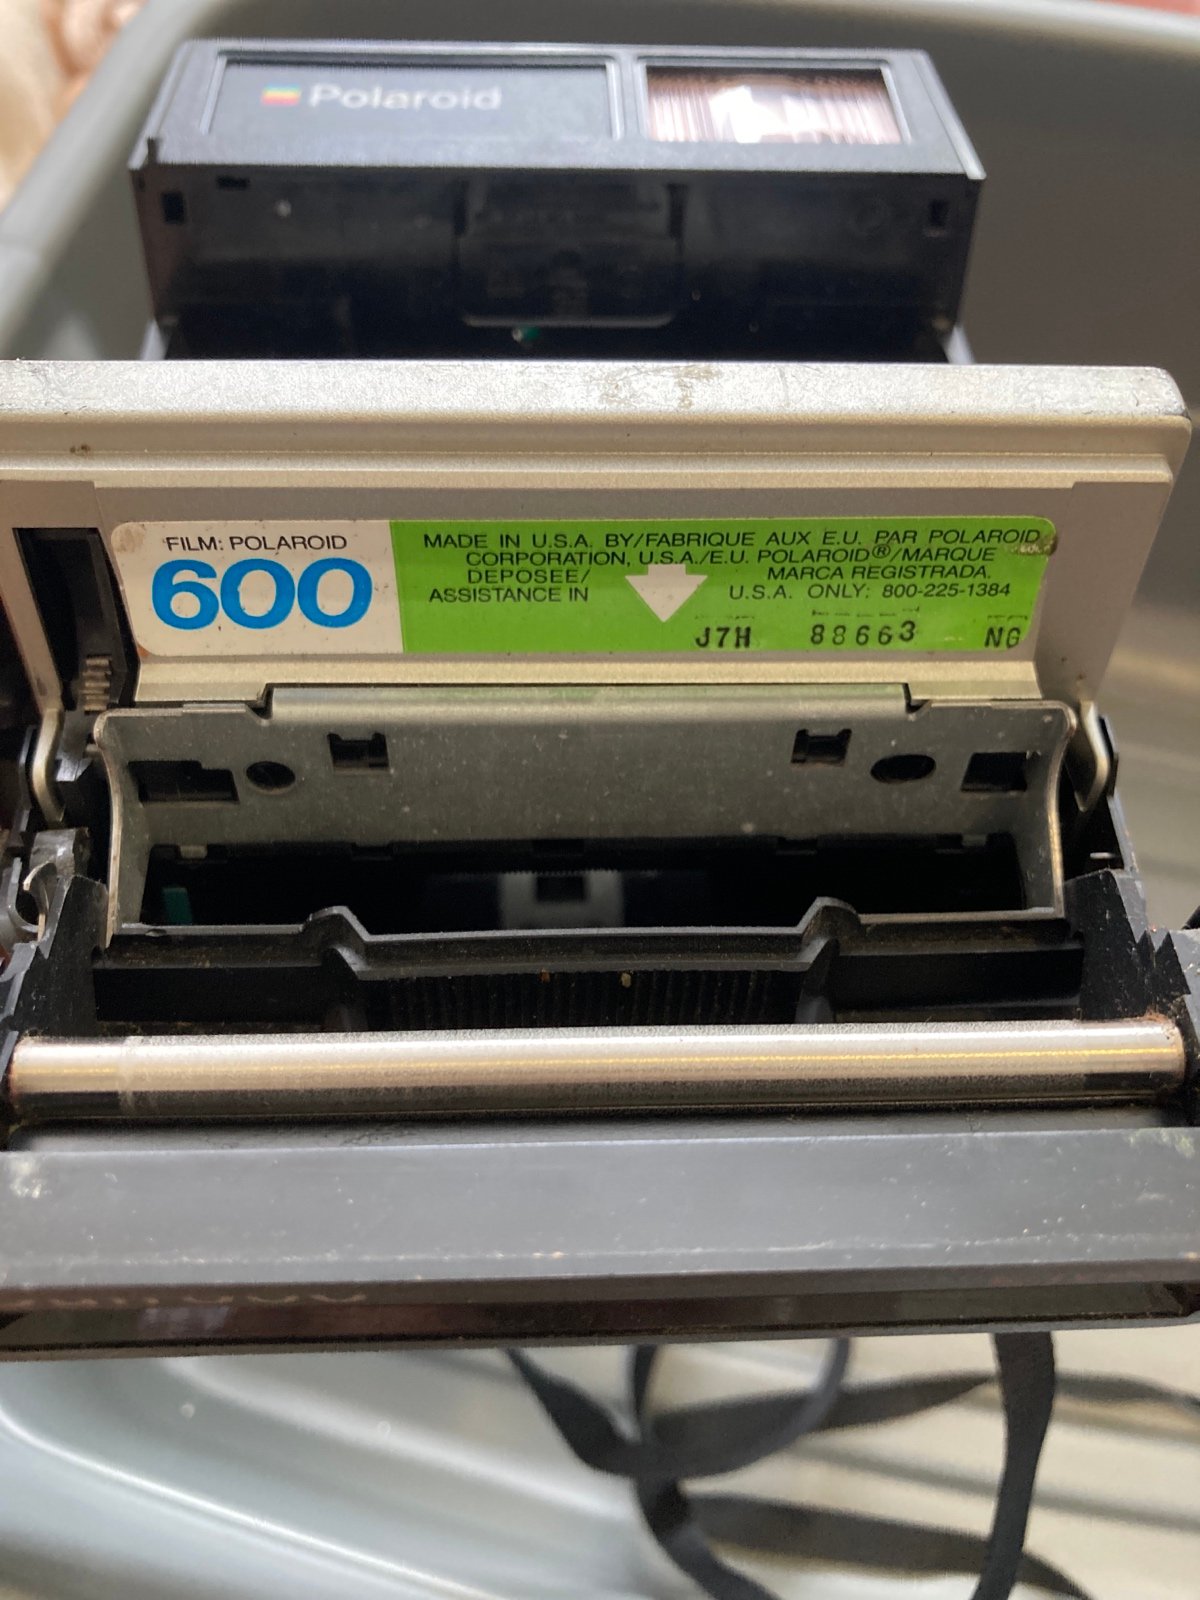 Polaroid
FILM: POLAROID
600
MADE IN U.S.A. BY/FABRIQUE AUX E.U. PAR POLAROID
CORPORATION, U.S.A./E.U. POLAROID®/MARQUE
DEPOSEE/ MARCA REGISTRADA.
ASSISTANCE IN U.S.A. ONLY: 800-225-1384
J7H 88663 NG